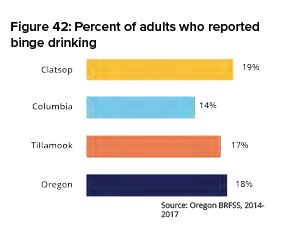 Figure 42: Percent of adults who reported
binge drinking
Clatsop 19%
Columbia 14%
Tillamook 17%
Oregon 18%
Source: Oregon BRFSS, 2014-
2017